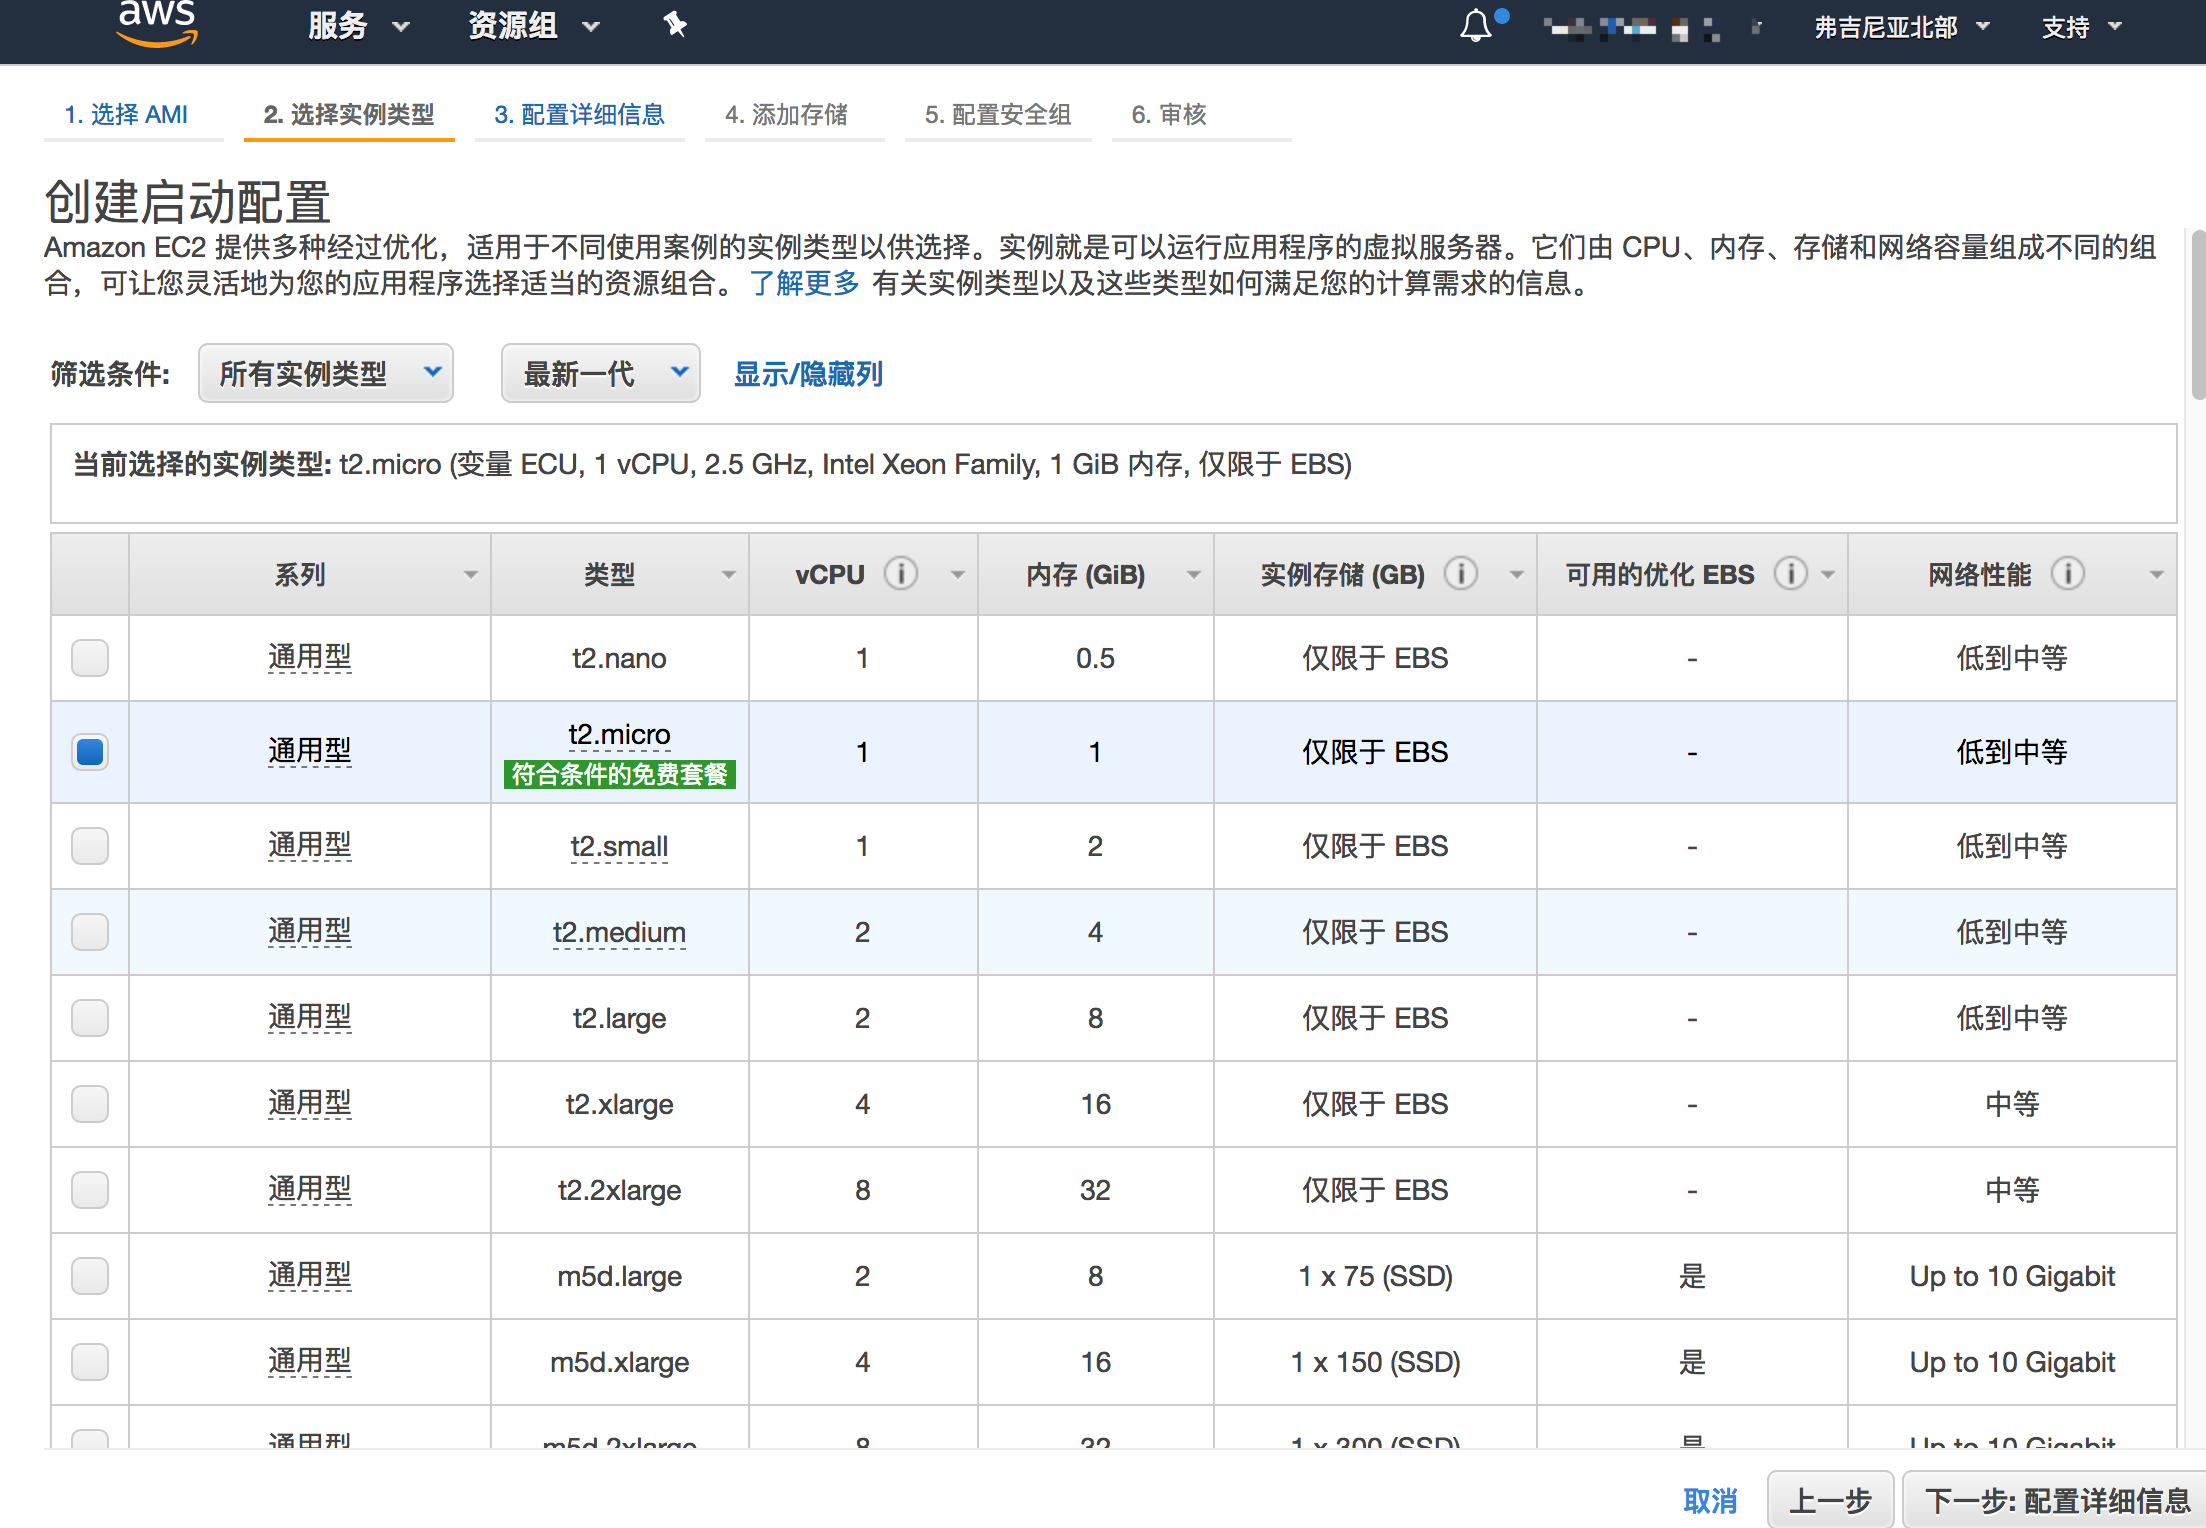 aws 服务 资源组 弗吉尼亚北部 支持
1. 选择 AMI 2. 选择实例类型 3. 配置详细信息 4. 添加存储 5. 配置安全组 6. 审核
创建启动配置
Amazon EC2 提供多种经过优化，适用于不同使用案例的实例类型以供选择。实例就是可以运行应用程序的虚拟服务器。它们由 CPU、内存、存储和网络容量组成不同的组
合，可让您灵活地为您的应用程序选择适当的资源组合。 了解更多 有关实例类型以及这些类型如何满足您的计算需求的信息。
筛选条件: 所有实例类型 最新一代 显示/隐藏列
当前选择的实例类型: t2.micro (变量 ECU, 1 vCPU, 2.5 GHz, Intel Xeon Family, 1 GiB 内存, 仅限于 EBS)
系列 类型 vCPU 内存 (GiB) 实例存储 (GB) 可用的优化 EBS 网络性能
通用型 t2.nano 1 0.5 仅限于 EBS - 低到中等
通用型 t2.micro 1 1 仅限于 EBS - 低到中等
符合条件的免费套餐
通用型 t2.small 1 2 仅限于 EBS - 低到中等
通用型 t2.medium 2 4 仅限于 EBS - 低到中等
通用型 t2.large 2 8 仅限于 EBS - 低到中等
通用型 t2.xlarge 4 16 仅限于 EBS - 中等
通用型 t2.2xlarge 8 32 仅限于 EBS - 中等
通用型 m5d.large 2 8 1 x 75 (SSD) 是 Up to 10 Gigabit
通用型 m5d.xlarge 4 16 1 x 150 (SSD) 是 Up to 10 Gigabit
通用型 m5d.2xlarge 8 32 1 x 300 (SSD) 是 Up to 10 Gigabit
取消 上一步 下一步: 配置详细信息